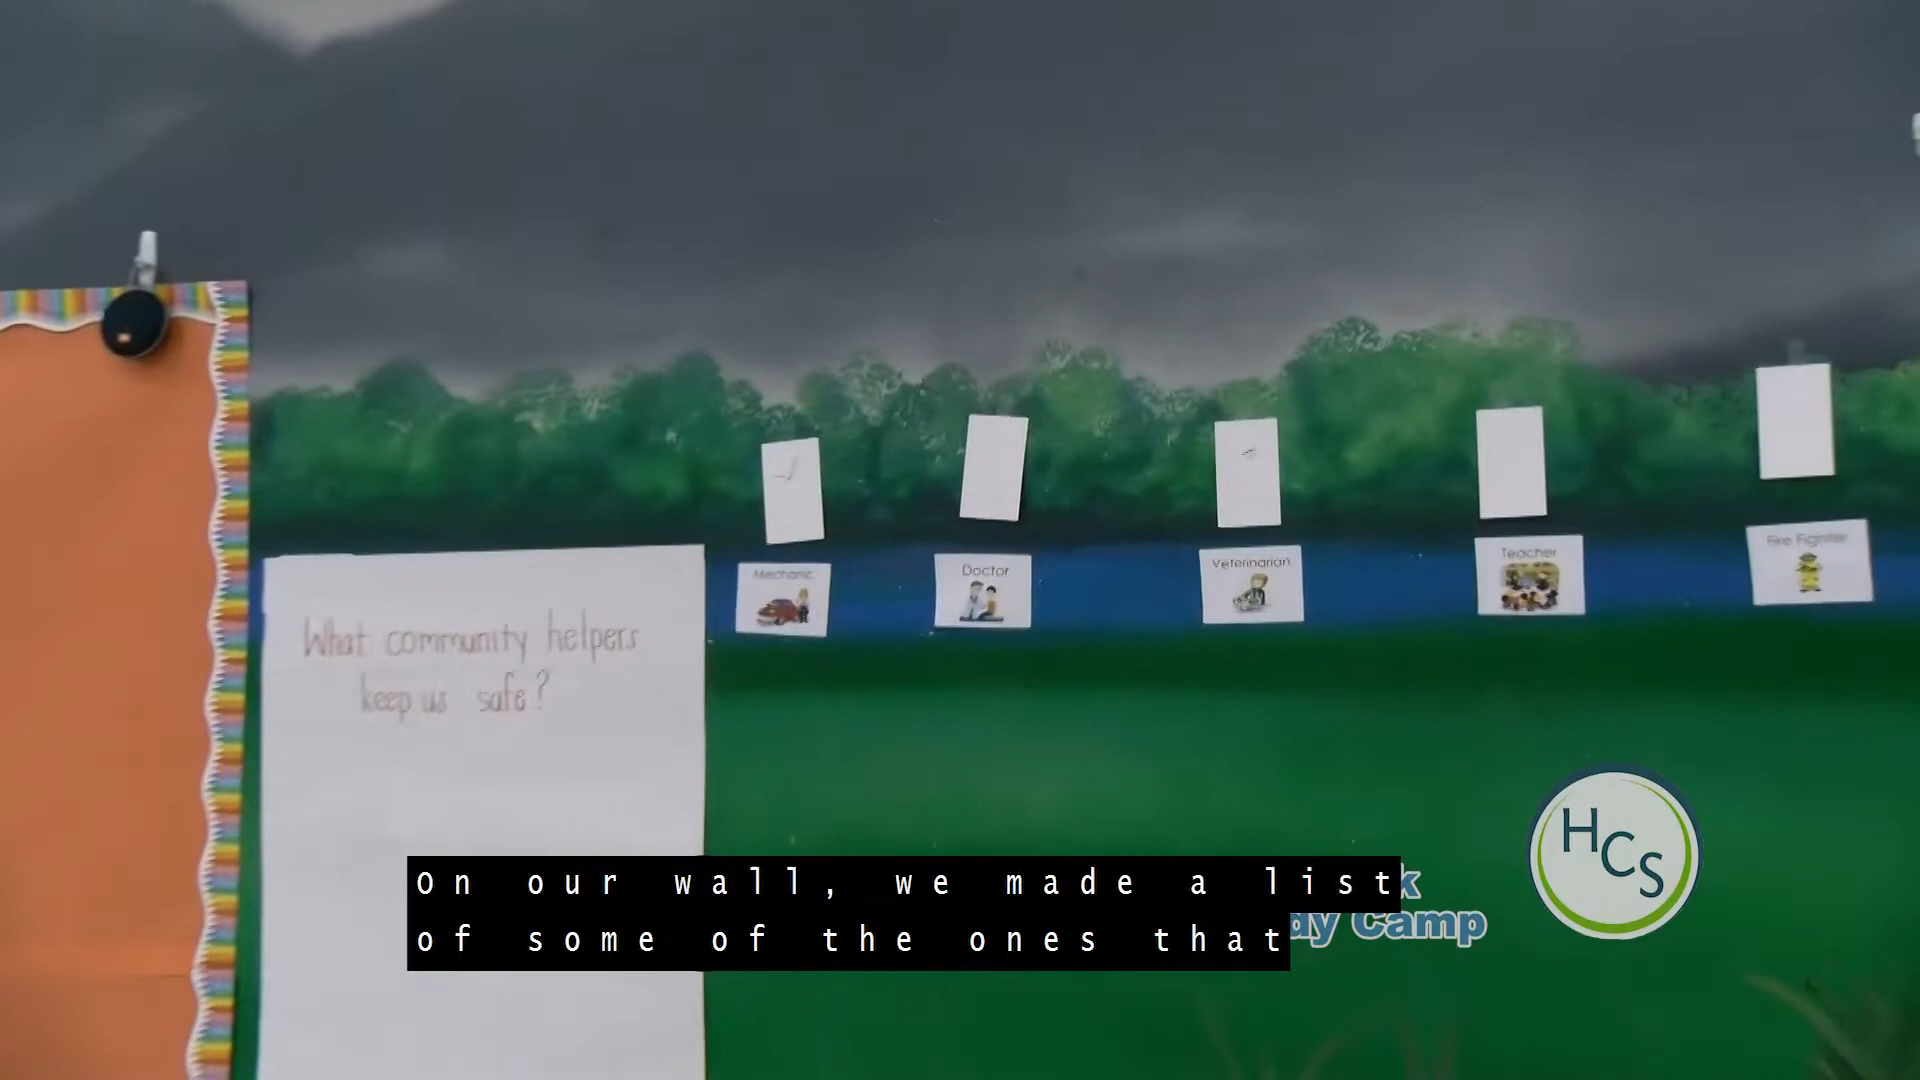 Mechanic
Doctor
Veterinarian
Teacher
Fire Fighter
What community helpers
keep us safe?
HCS
On our wall, we made a list
of some of the ones that
k
dy Camp